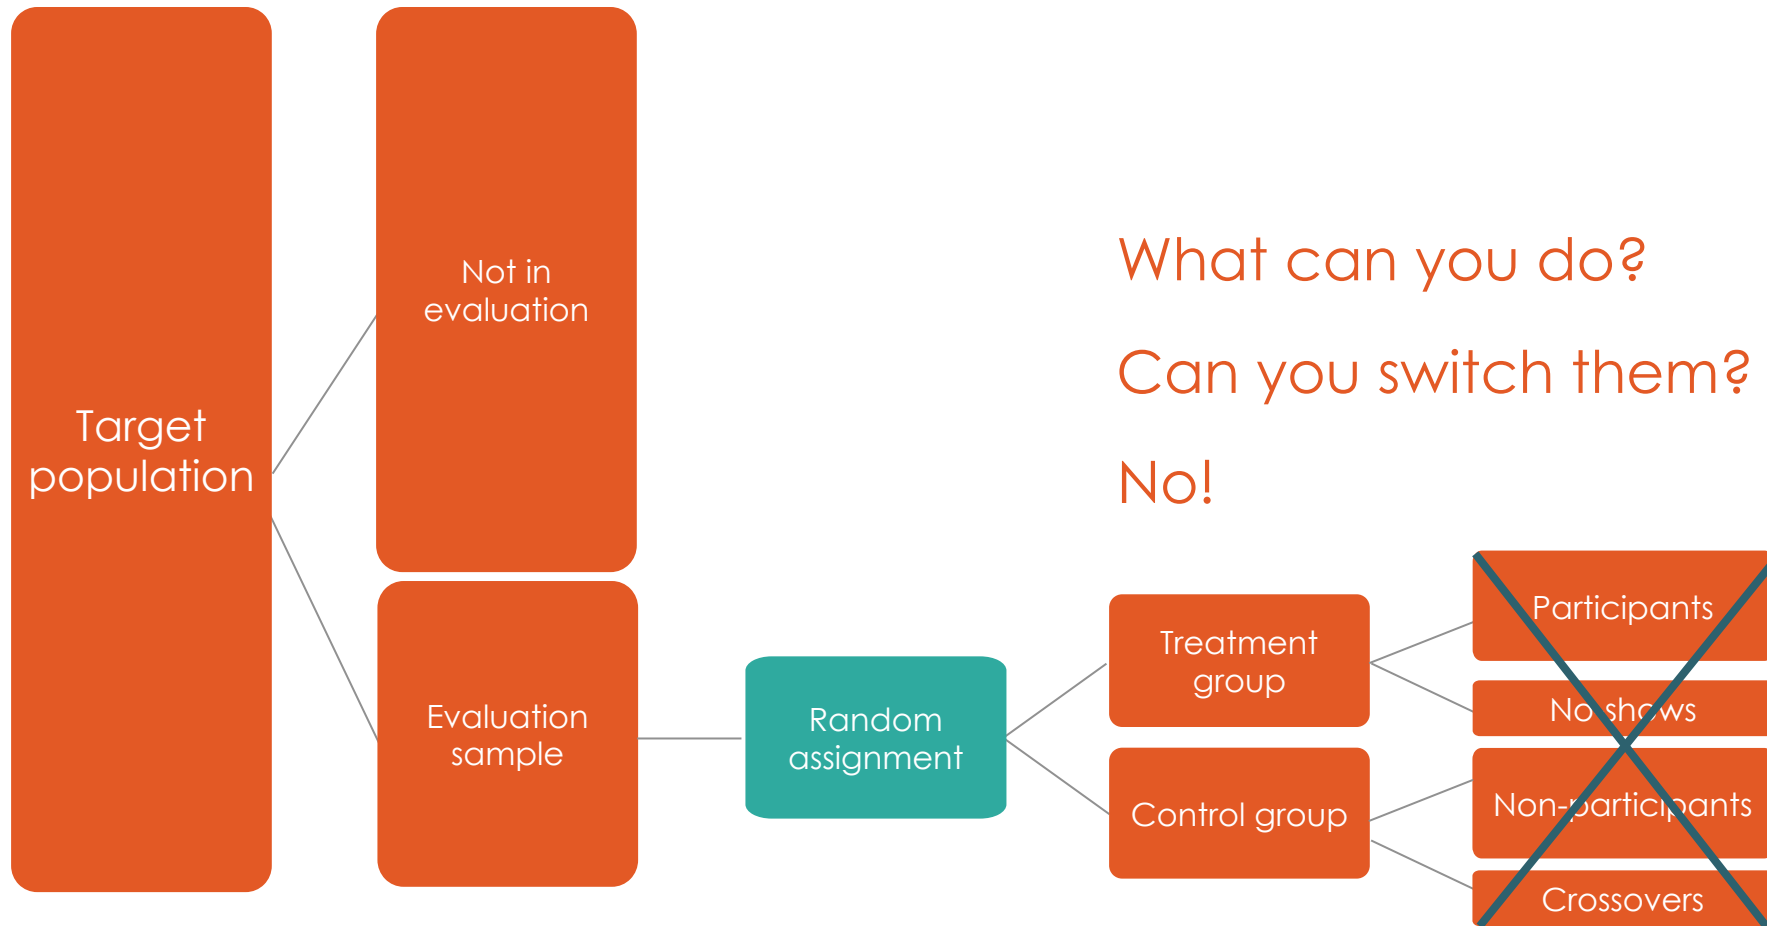 Target
population
Not in
evaluation
Evaluation
sample
Random
assignment
What can you do?
Can you switch them?
No!
Treatment
group
Control group
Participants
No shows
Non-participants
Crossovers